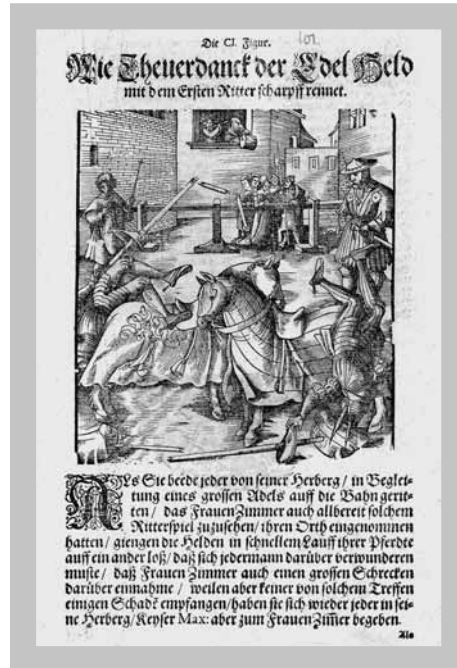 Die CI. Figur.
101
Wie Theuerdanck der Edel Held
mit dem Ersten Ritter scharpff rennet.
ALs Sie beede jeder von seiner Herberg / in Beglei-
tung eines grossen Adels auff die Bahn gerit-
ten / das FrauenZimmer auch allbereit solchem
Ritterspiel zuzusehen / ihren Orth eingenommen
hatten / giengen die Helden in schnellem Lauff ihrer Pferdte
auff ein ander loß / daß sich jedermann darüber verwunderen
muste / daß Frauen Zimmer auch einen grossen Schrecken
darüber einnahme / weilen aber keiner von solchem Treffen
einigen Schadē empfangen / haben sie sich wieder jeder in sei-
ne Herberg / Keyser Max: aber zum Frauen Zim̃er begeben.
Als